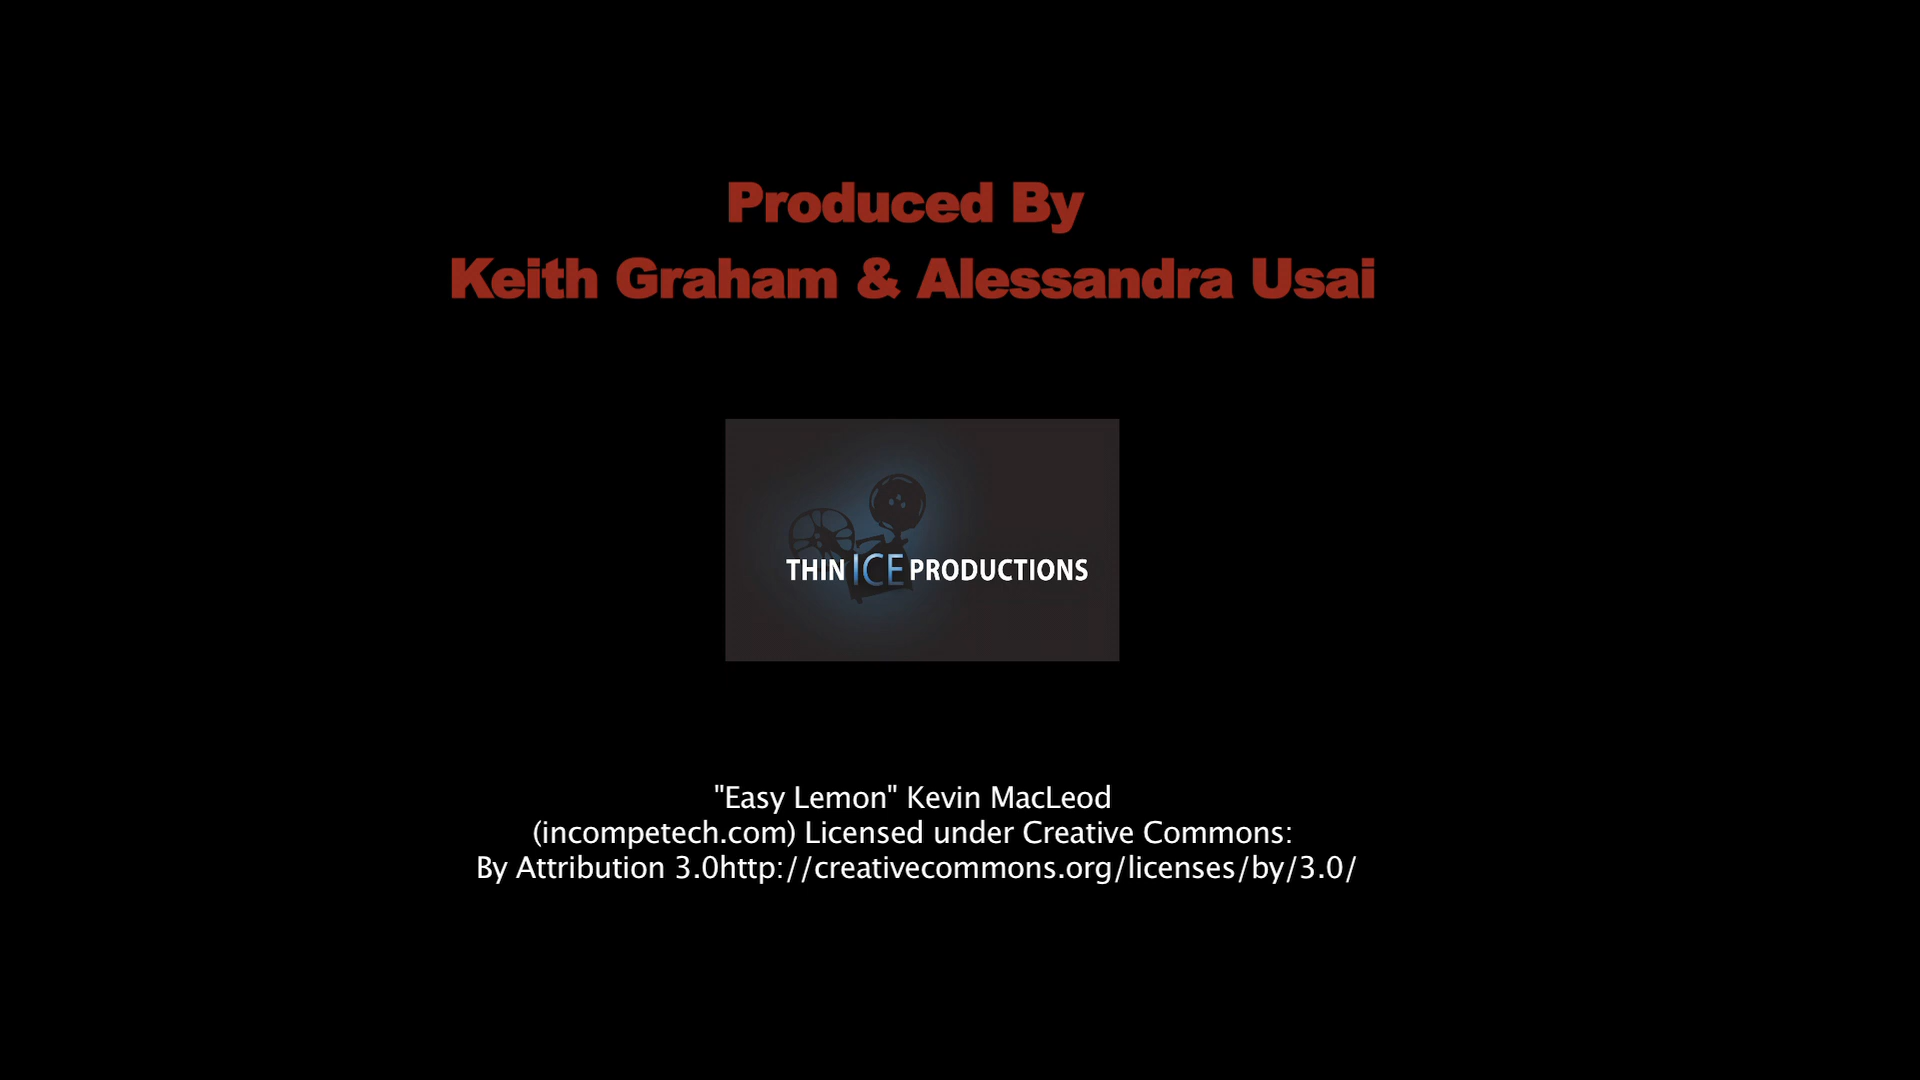 Produced By
Keith Graham & Alessandra Usai
THIN ICE PRODUCTIONS
"Easy Lemon" Kevin MacLeod
(incompetech.com) Licensed under Creative Commons:
By Attribution 3.0http://creativecommons.org/licenses/by/3.0/